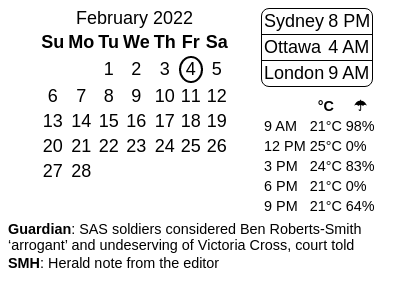 February 2022
Su Mo Tu We Th Fr Sa
1 2 3 4 5
6 7 8 9 10 11 12
13 14 15 16 17 18 19
20 21 22 23 24 25 26
27 28
Sydney 8 PM
Ottawa 4 AM
London 9 AM
°C ☂
9 AM 21°C 98%
12 PM 25°C 0%
3 PM 24°C 83%
6 PM 21°C 0%
9 PM 21°C 64%
Guardian: SAS soldiers considered Ben Roberts-Smith
‘arrogant’ and undeserving of Victoria Cross, court told
SMH: Herald note from the editor